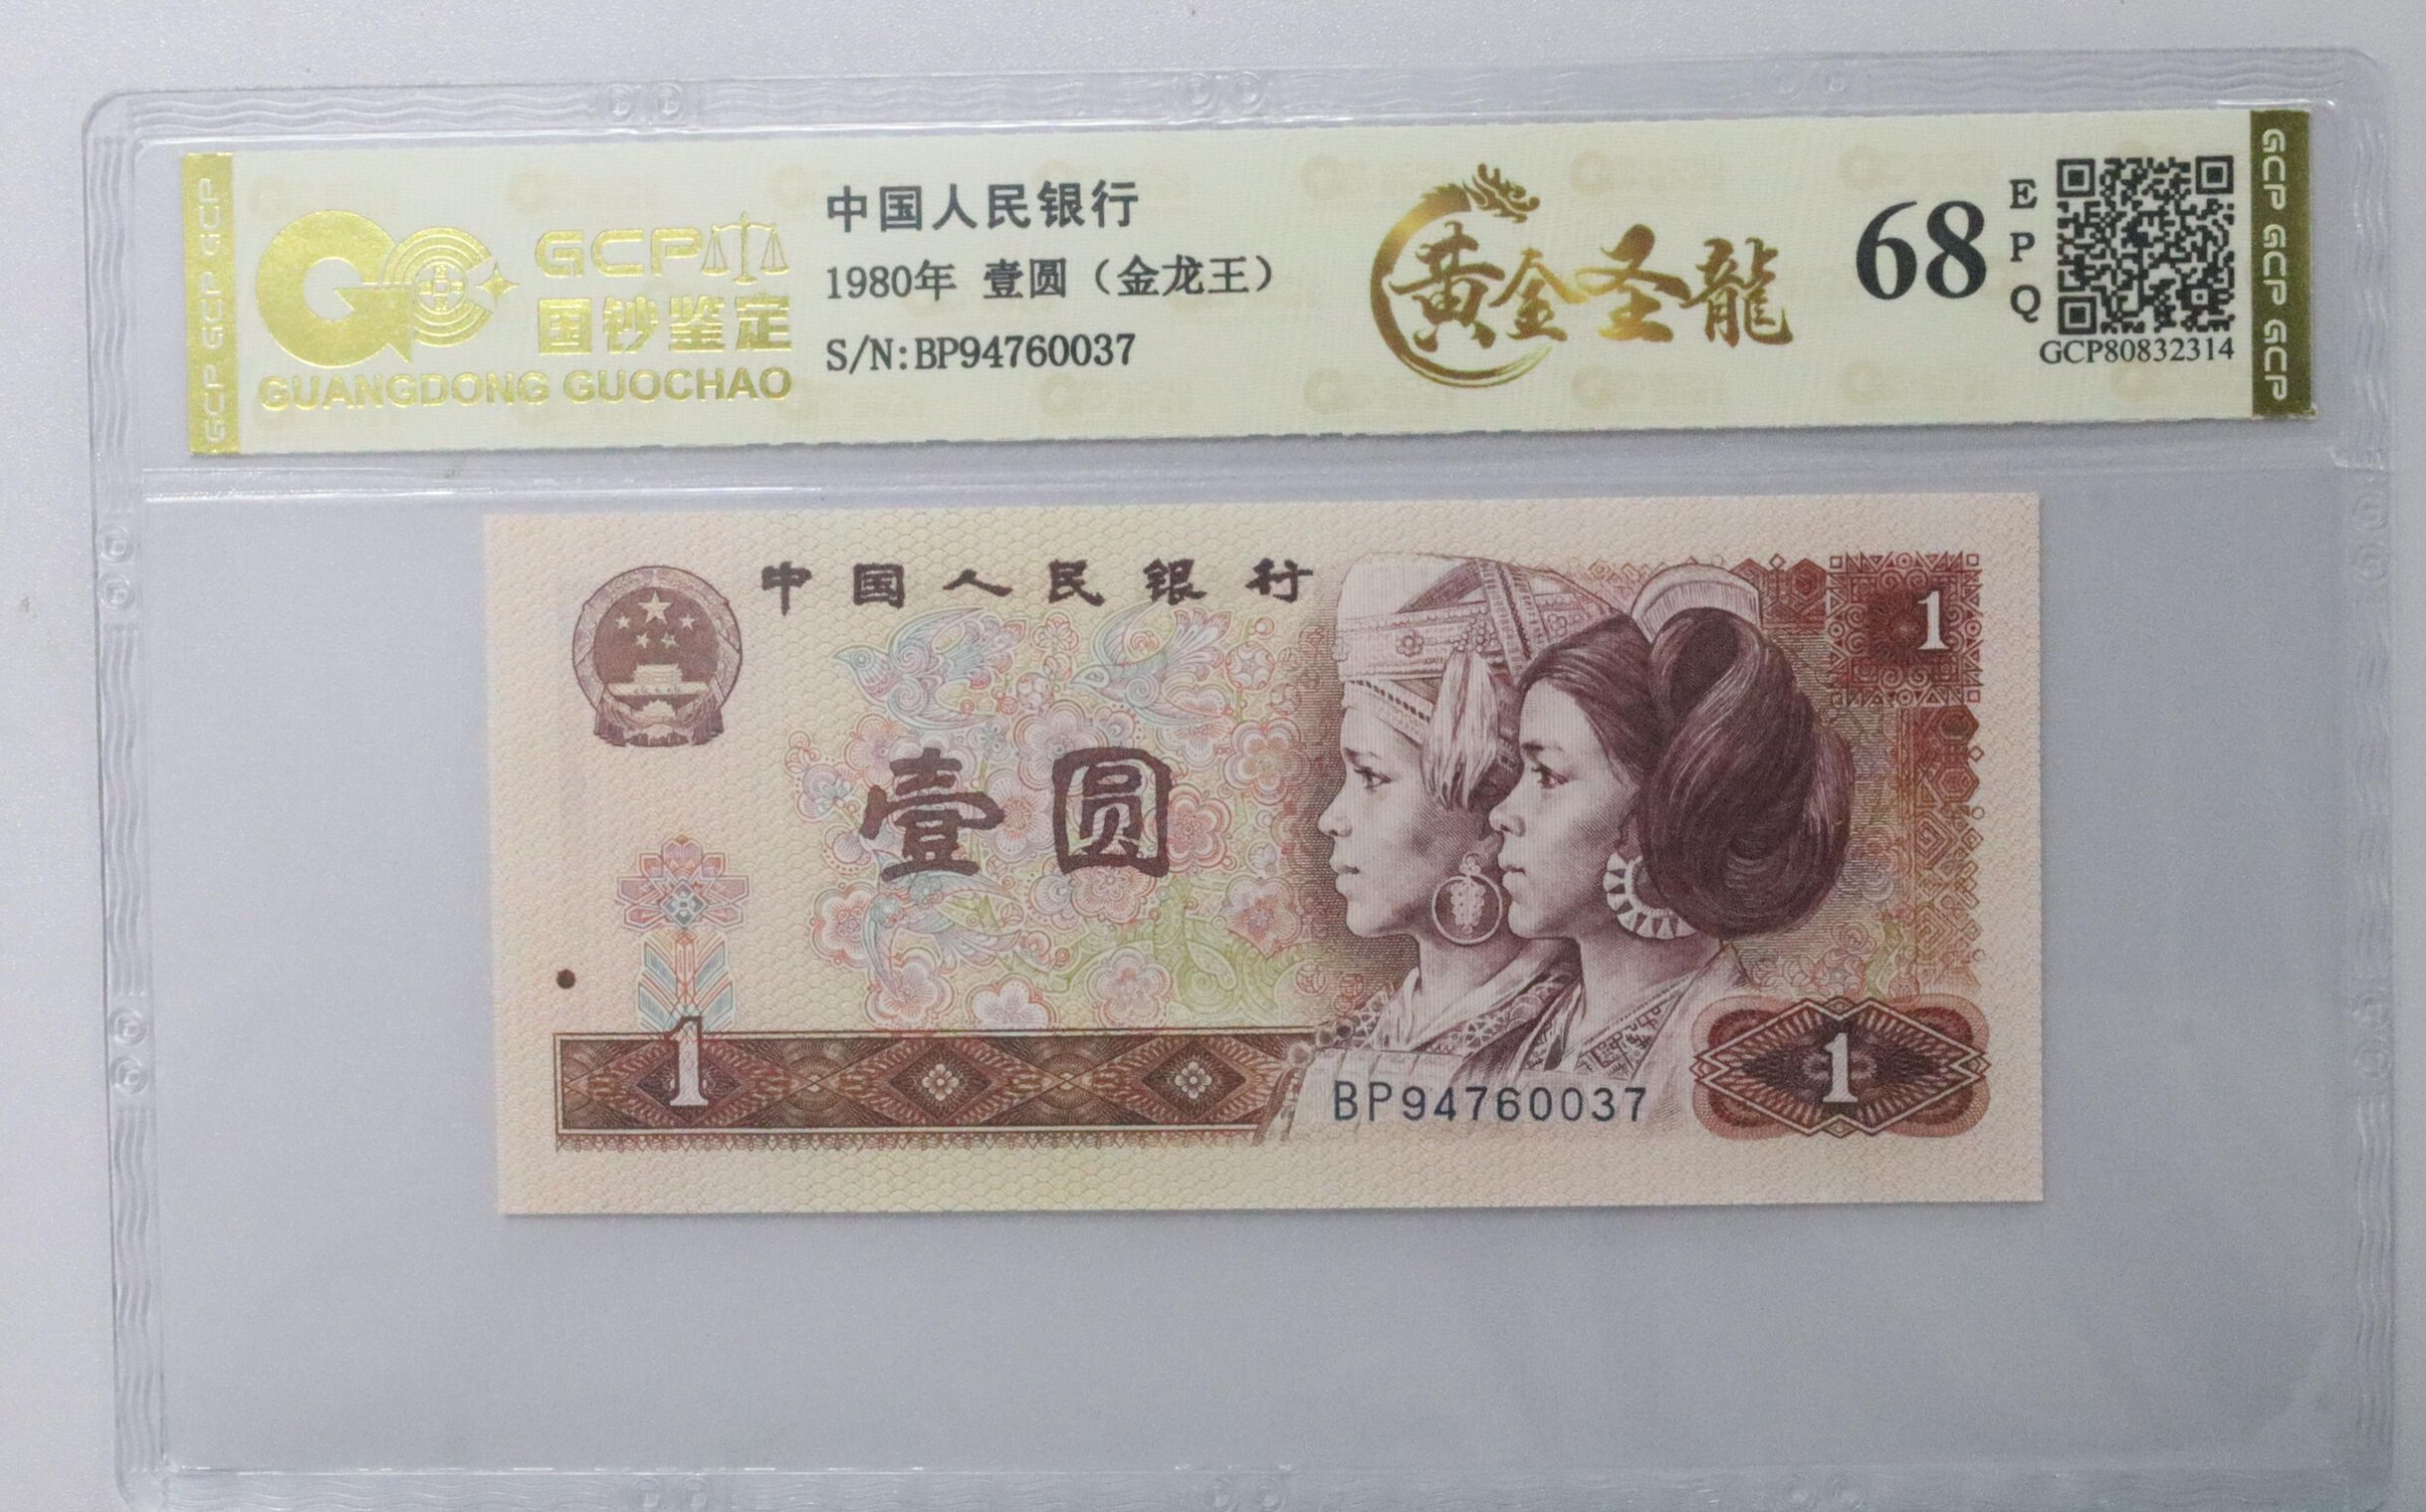 GCP GCP GCP
GCP
国钞鉴定
GUANGDONG GUOCHAO
中国人民银行
1980年 壹圆（金龙王）
S/N:BP94760037
黄金圣龍
68
EPQ
GCP80832314
GCP GCP GCP
中国人民银行
1
壹圆
1
BP94760037
1